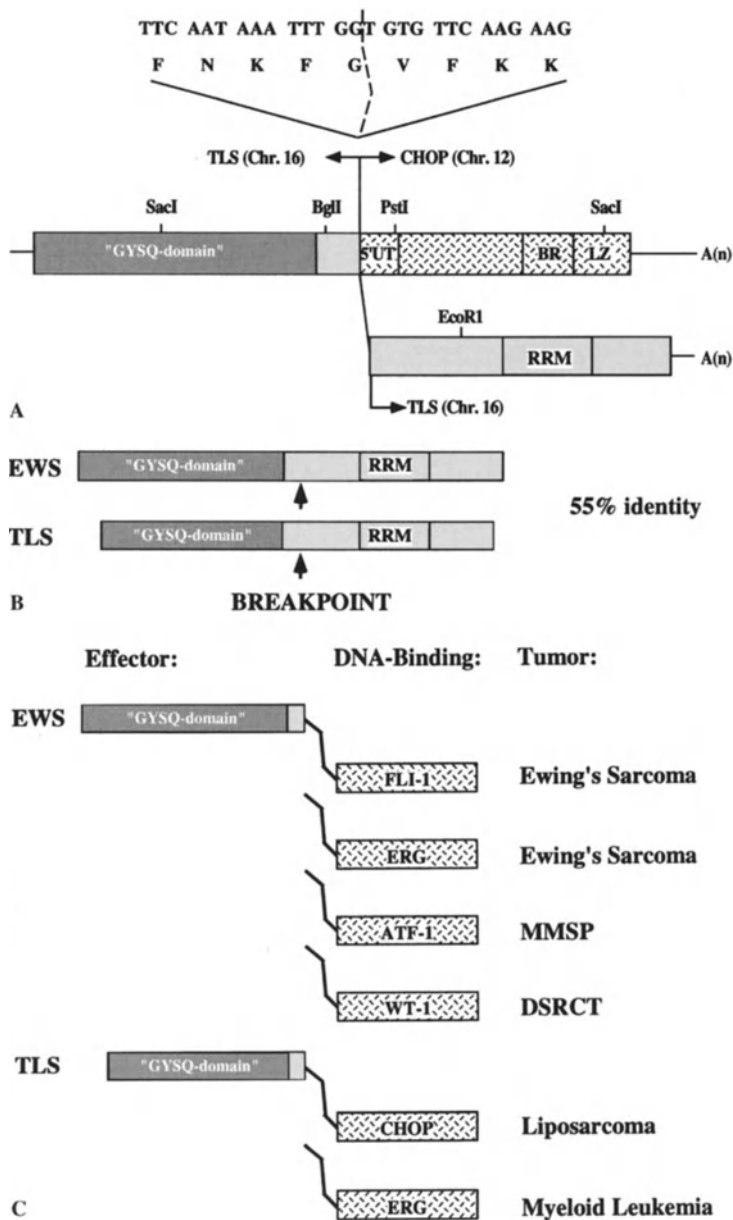 TTC AAT AAA TTT GGT GTG TTC AAG AAG
F N K F G V F K K
TLS (Chr. 16) CHOP (Chr. 12)
SacI BglI PstI SacI
"GYSQ-domain" 5'UT BR LZ A(n)
EcoR1
RRM A(n)
TLS (Chr. 16)
A
EWS "GYSQ-domain" RRM
55% identity
TLS "GYSQ-domain" RRM
BREAKPOINT
B
Effector: DNA-Binding: Tumor:
EWS "GYSQ-domain"
FLI-1 Ewing's Sarcoma
ERG Ewing's Sarcoma
ATF-1 MMSP
WT-1 DSRCT
TLS "GYSQ-domain"
CHOP Liposarcoma
ERG Myeloid Leukemia
C